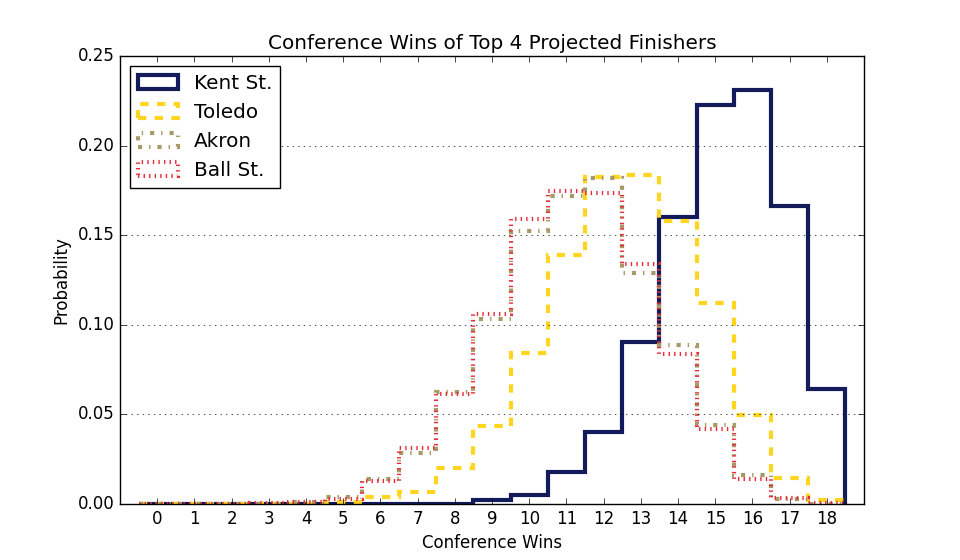 Conference Wins of Top 4 Projected Finishers
Kent St.
Toledo
Akron
Ball St.
0.25
0.20
0.15
0.10
0.05
0.00
Probability
0 1 2 3 4 5 6 7 8 9 10 11 12 13 14 15 16 17 18
Conference Wins